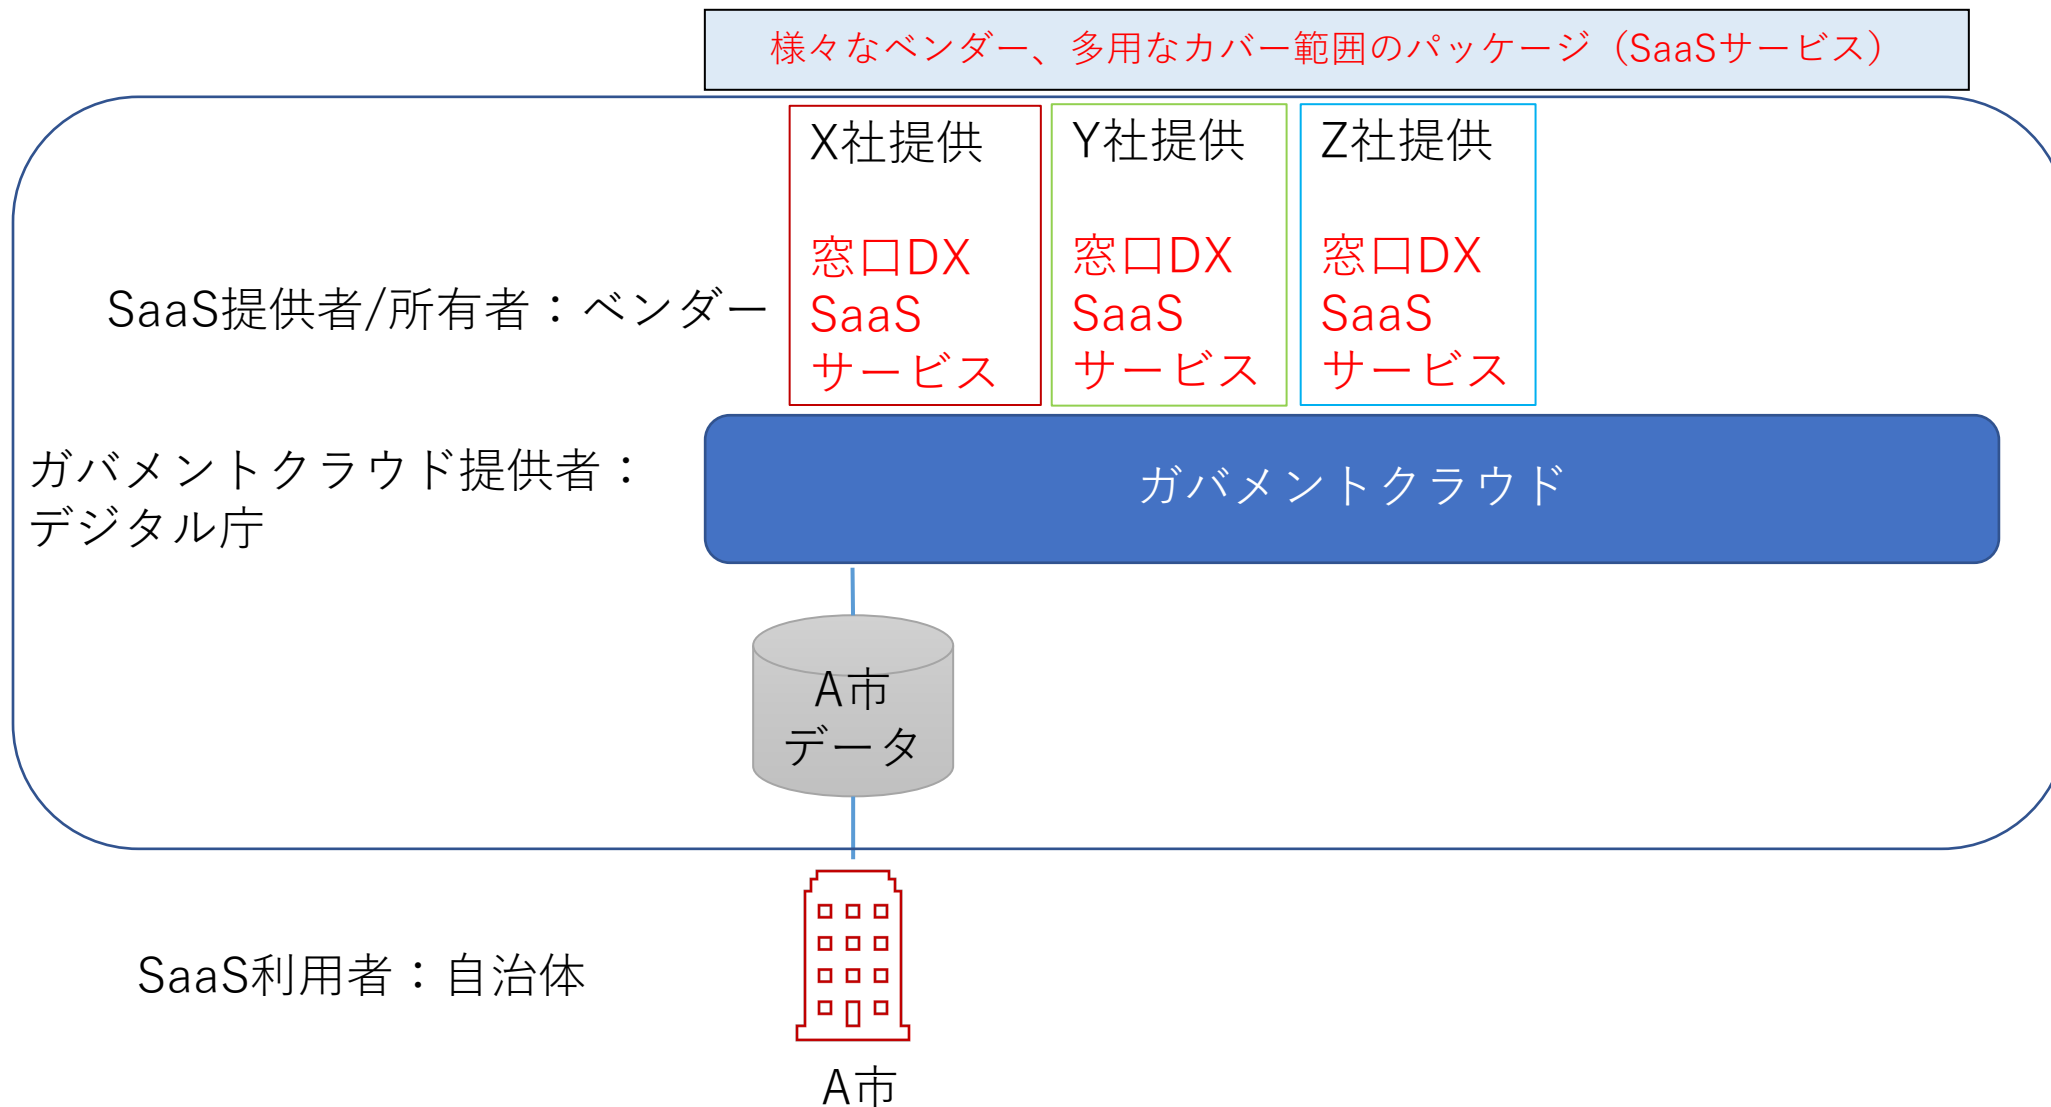 様々なベンダー、多用なカバー範囲のパッケージ（SaaSサービス）
X社提供
窓口DX
SaaS
サービス
Y社提供
窓口DX
SaaS
サービス
Z社提供
窓口DX
SaaS
サービス
SaaS提供者/所有者：ベンダー
ガバメントクラウド提供者：
デジタル庁
ガバメントクラウド
A市
データ
SaaS利用者：自治体
A市